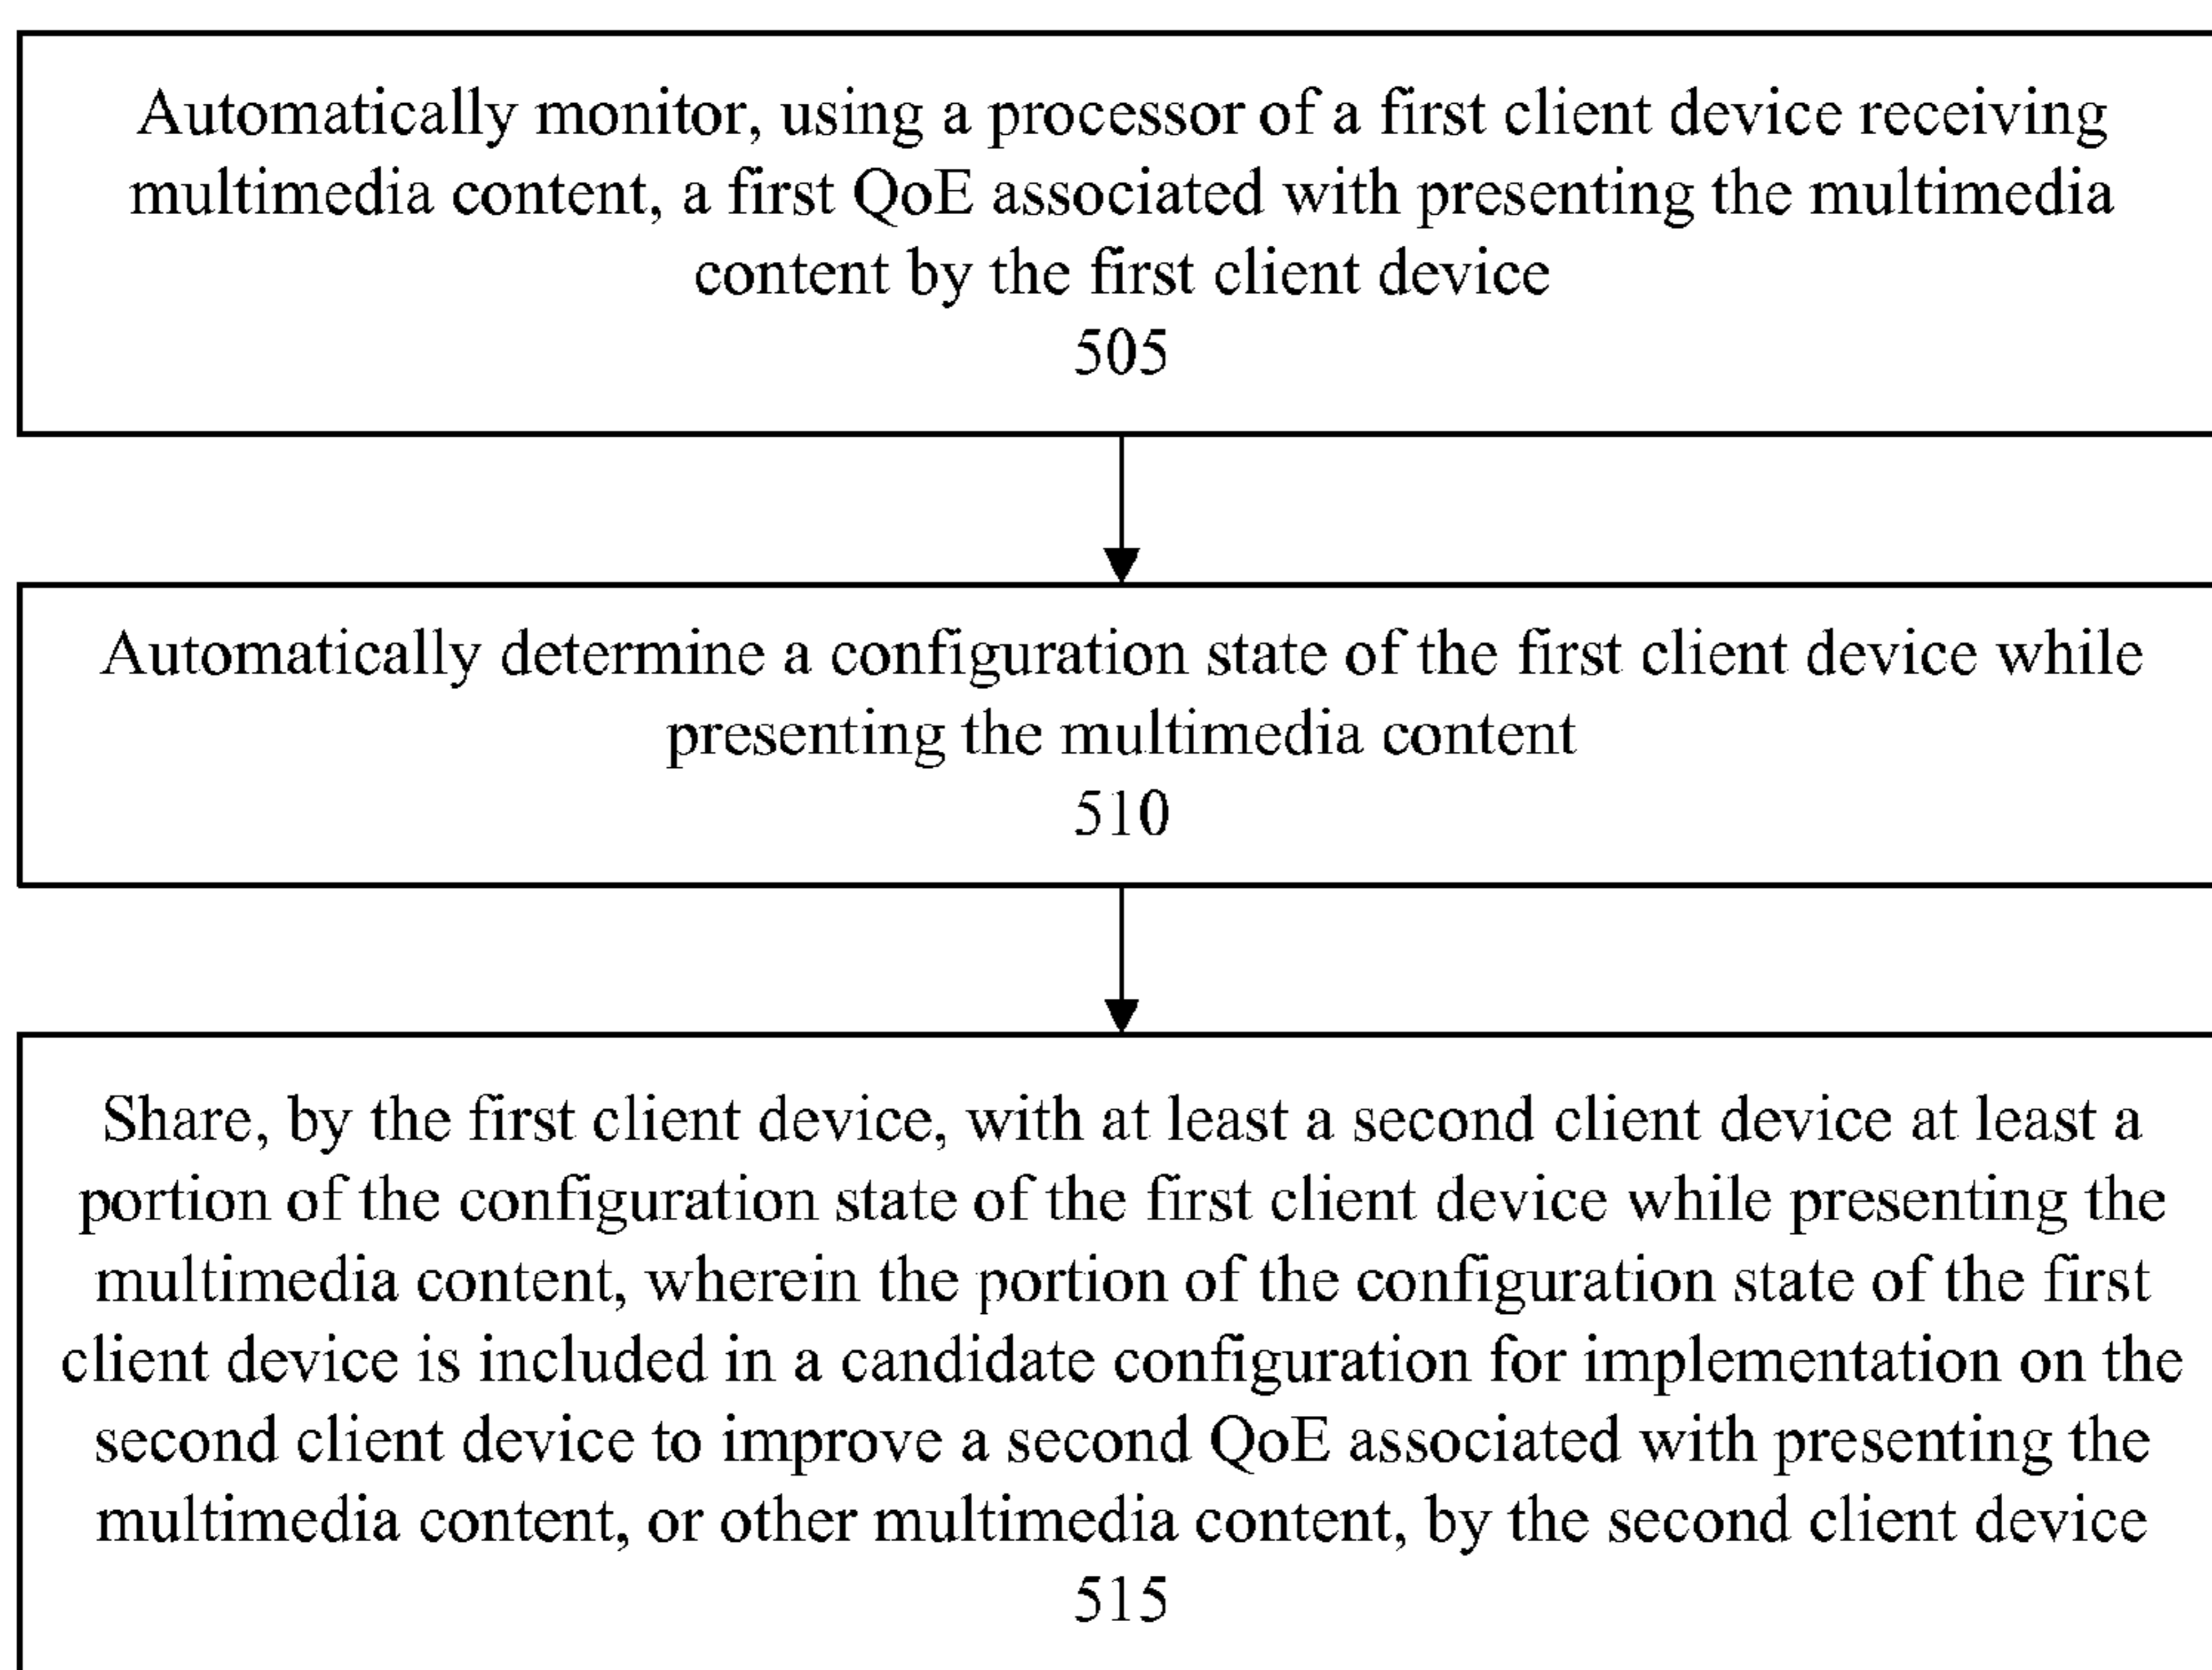 Automatically monitor, using a processor of a first client device receiving
multimedia content, a first QoE associated with presenting the multimedia
content by the first client device
505
Automatically determine a configuration state of the first client device while
presenting the multimedia content
510
Share, by the first client device, with at least a second client device at least a
portion of the configuration state of the first client device while presenting the
multimedia content, wherein the portion of the configuration state of the first
client device is included in a candidate configuration for implementation on the
second client device to improve a second QoE associated with presenting the
multimedia content, or other multimedia content, by the second client device
515